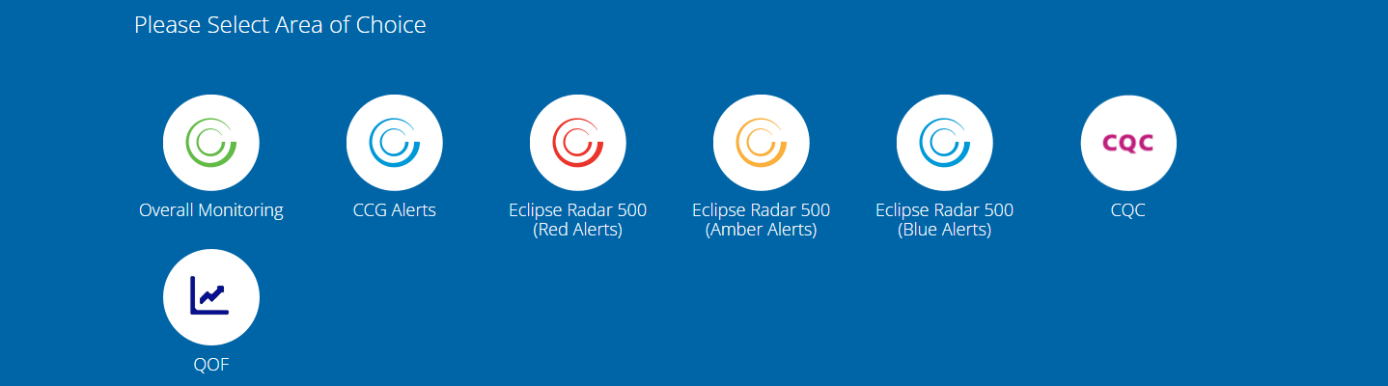 Please Select Area of Choice
CQC
Overall Monitoring
CCG Alerts
Eclipse Radar 500
(Red Alerts)
Eclipse Radar 500
(Amber Alerts)
Eclipse Radar 500
(Blue Alerts)
CQC
QOF